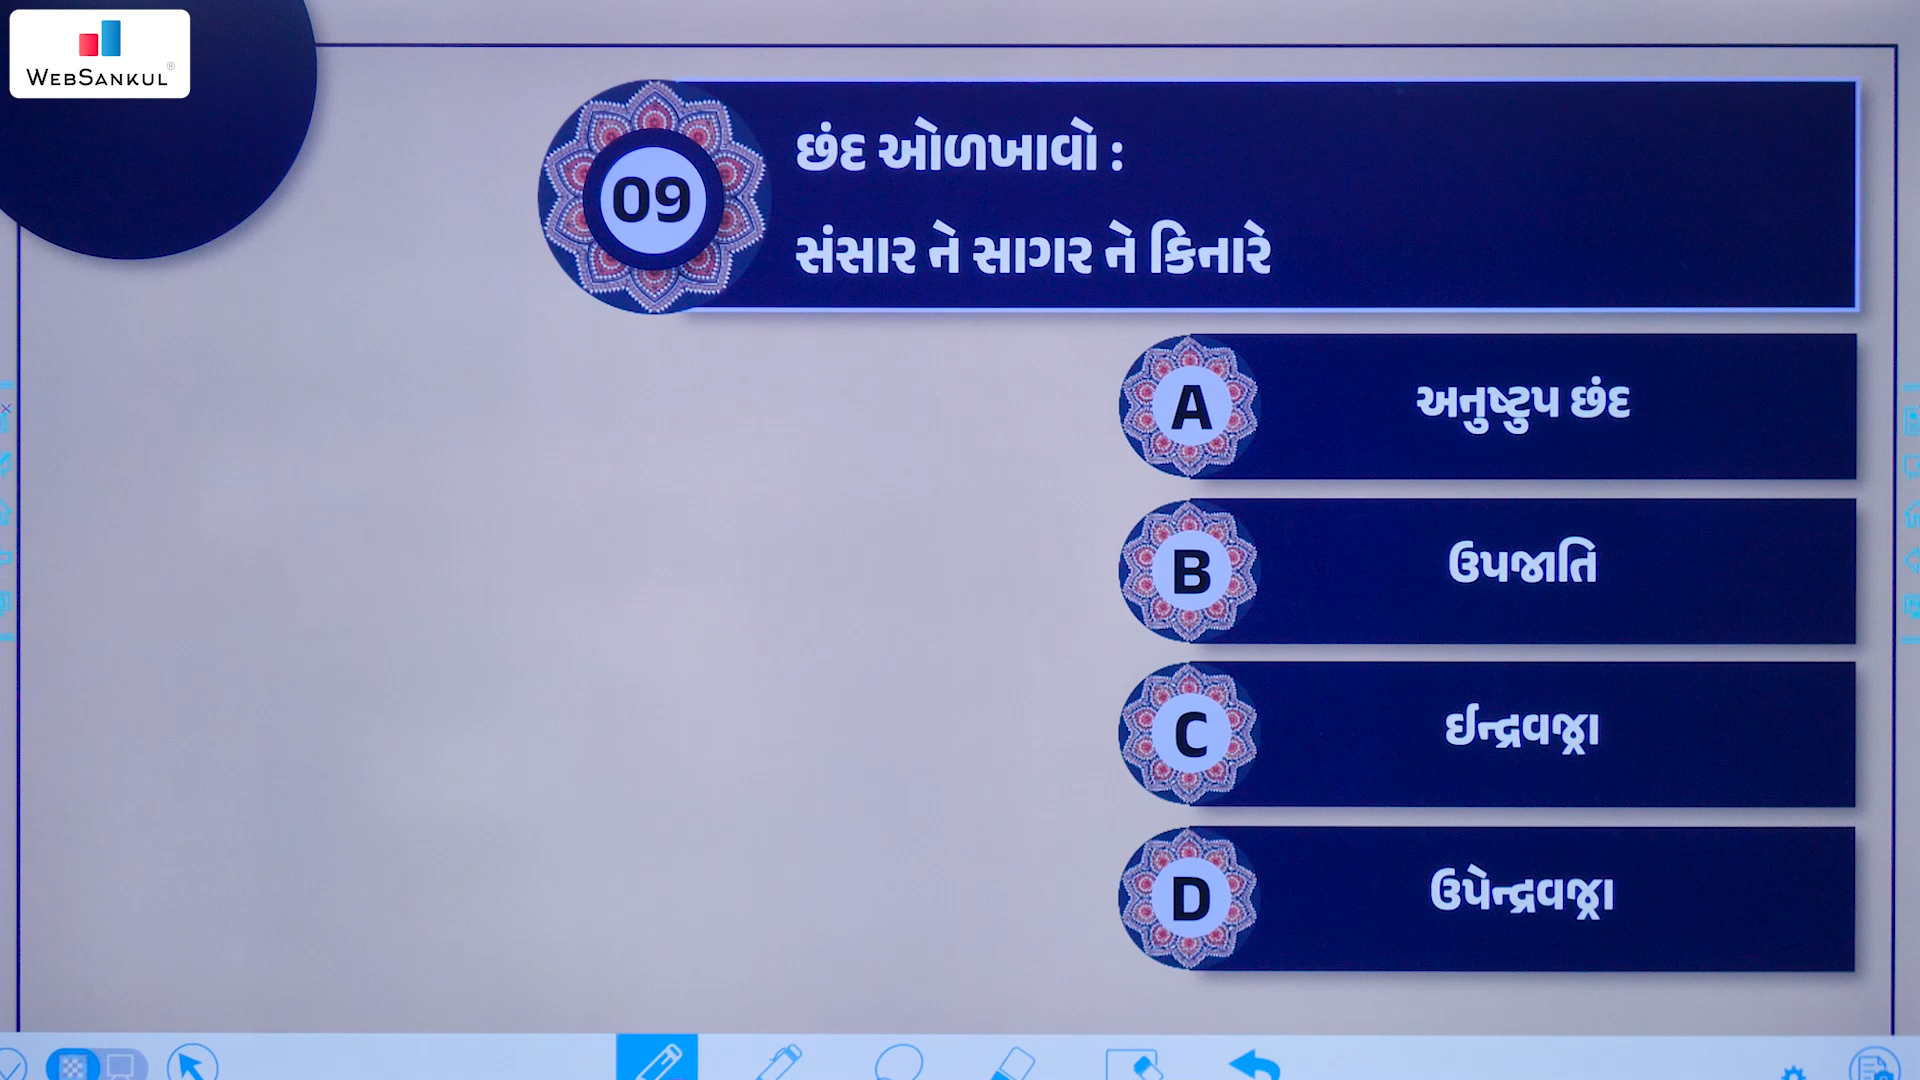 WEBSANKUL®
09
છંદ ઓળખાવો :
સંસાર ને સાગર ને કિનારે
A
અનુષ્ટુપ છંદ
B
ઉપજાતિ
C
ઈન્દ્રવજ્રા
D
ઉપેન્દ્રવજ્રા